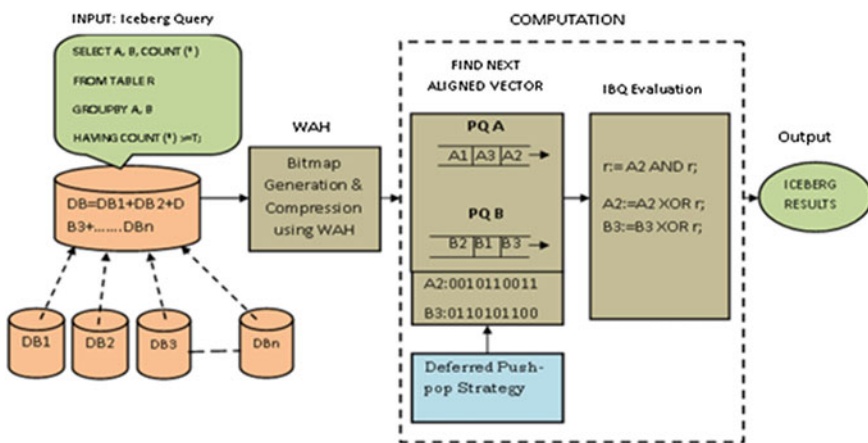 INPUT: Iceberg Query
SELECT A, B, COUNT (*)
FROM TABLE R
GROUPBY A, B
HAVING COUNT (*) >=T;
DB=DB1+DB2+D
B3+.......DBn
DB1
DB2
DB3
DBn
WAH
Bitmap
Generation &
Compression
using WAH
COMPUTATION
FIND NEXT
ALIGNED VECTOR
PQ A
A1 A3 A2
PQ B
B2 B1 B3
A2:0010110011
B3:0110101100
Deferred Push-
pop Strategy
IBQ Evaluation
r:= A2 AND r;
A2:=A2 XOR r;
B3:=B3 XOR r;
Output
ICEBERG
RESULTS